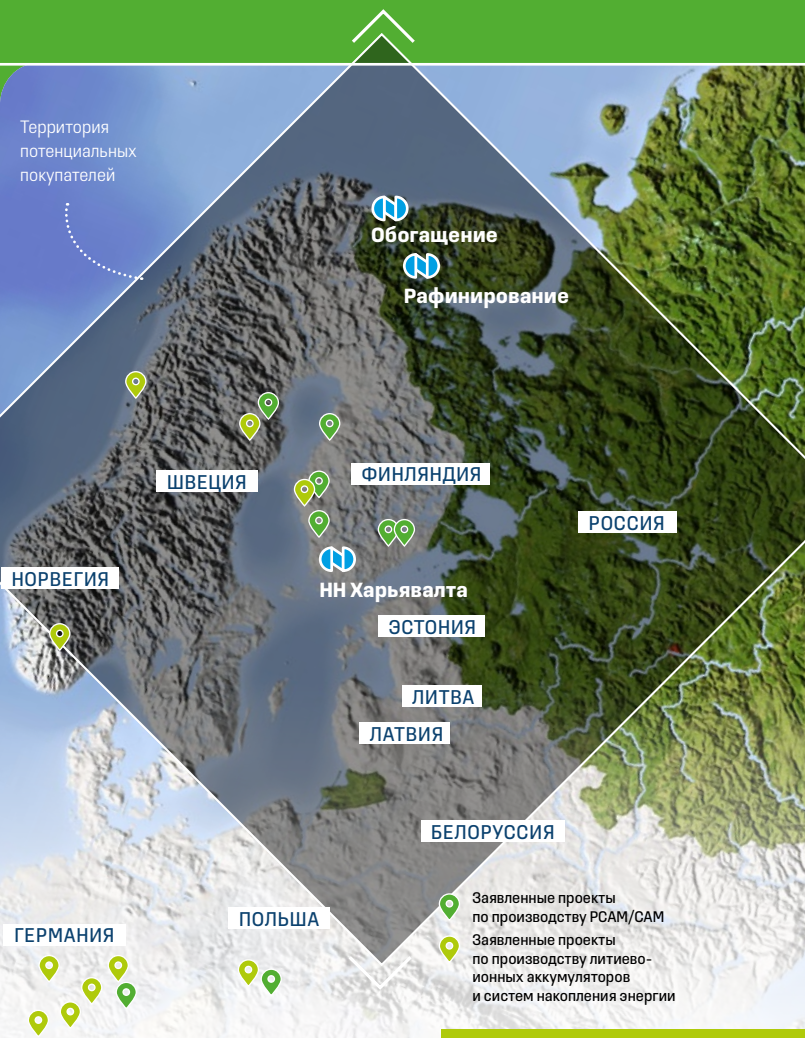 Территория
потенциальных
покупателей
Обогащение
Рафинирование
ШВЕЦИЯ
ФИНЛЯНДИЯ
РОССИЯ
НОРВЕГИЯ
НН Харьявалта
ЭСТОНИЯ
ЛИТВА
ЛАТВИЯ
БЕЛОРУССИЯ
Заявленные проекты
по производству PCAM/CAM
ПОЛЬША
ГЕРМАНИЯ
Заявленные проекты
по производству литиево-
ионных аккумуляторов
и систем накопления энергии